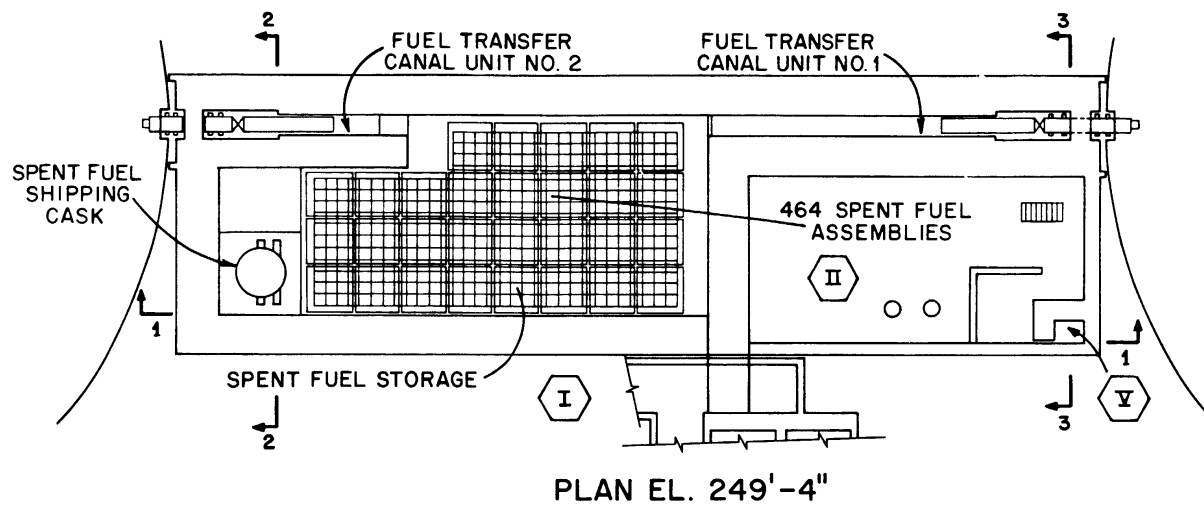 2
3
FUEL TRANSFER
CANAL UNIT NO. 2
FUEL TRANSFER
CANAL UNIT NO. 1
SPENT FUEL
SHIPPING
CASK
464 SPENT FUEL
ASSEMBLIES
II
1
1
SPENT FUEL STORAGE
I
V
2
3
PLAN EL. 249'-4"